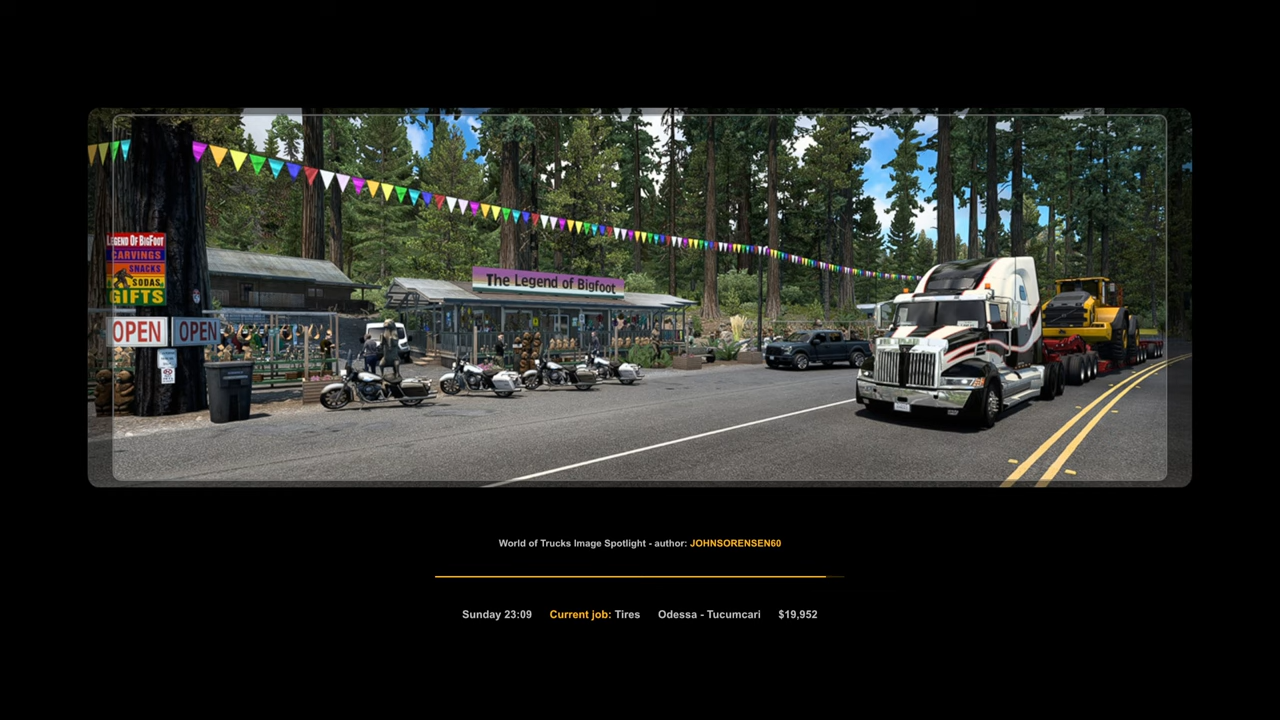 LEGEND OF BIGFOOT
CARVINGS
SNACKS
SODAS
GIFTS
OPEN
OPEN
The Legend of Bigfoot
World of Trucks Image Spotlight - author: JOHNSORENSEN60
Sunday 23:09 Current job: Tires Odessa - Tucumcari $19,952